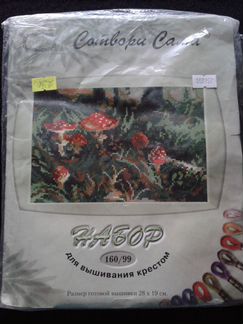 Сотвори Сама
НАБОР
160/99
для вышивания крестом
Размер готовой вышивки 28 х 19 см